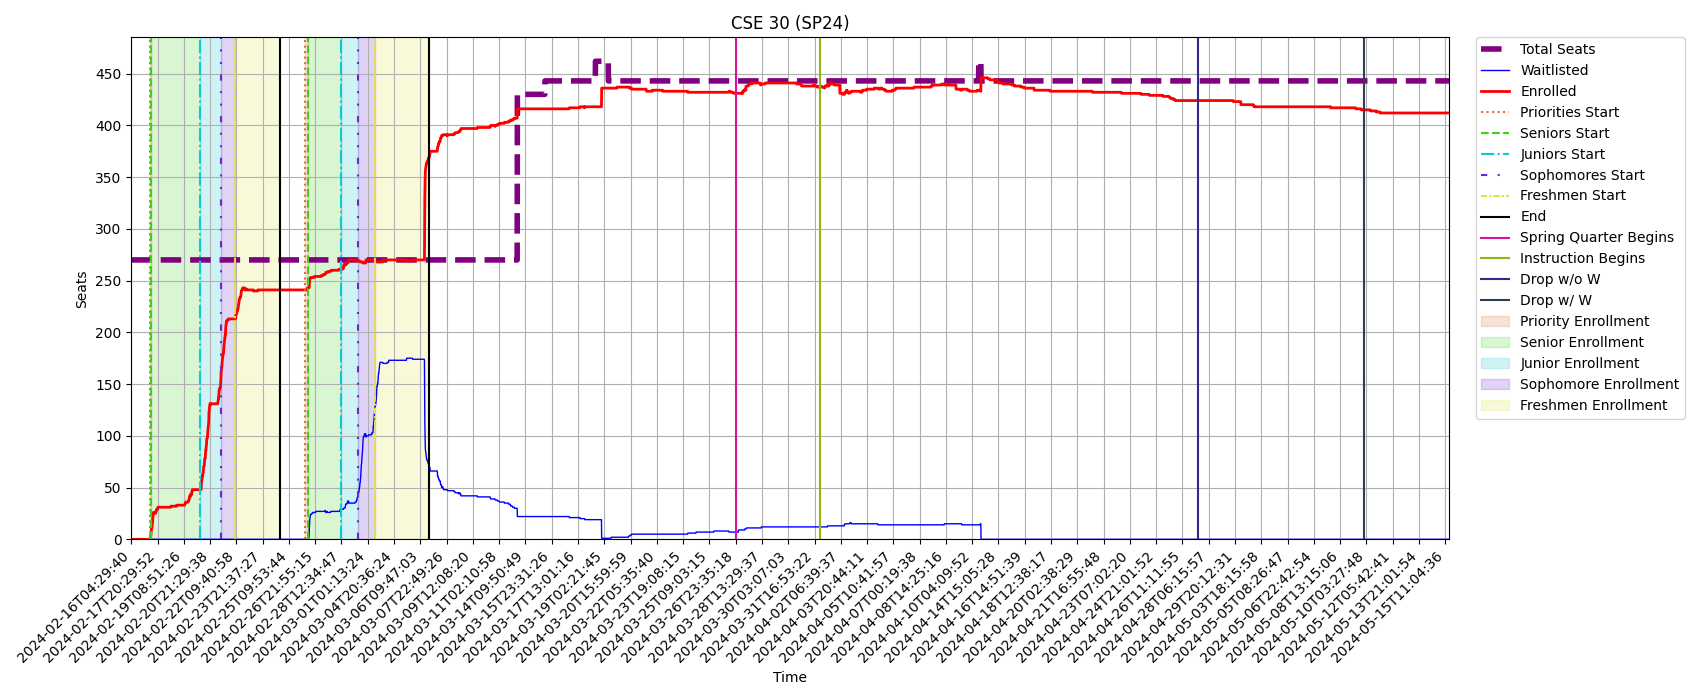 CSE 30 (SP24)
Seats
450
400
350
300
250
200
150
100
50
0
2024-02-16T04:29:40
2024-02-17T20:29:52
2024-02-19T08:51:26
2024-02-20T21:29:38
2024-02-22T09:40:58
2024-02-23T21:37:27
2024-02-25T09:53:44
2024-02-26T21:55:15
2024-02-28T12:34:47
2024-03-01T01:13:24
2024-03-04T20:36:24
2024-03-06T09:47:03
2024-03-07T22:49:26
2024-03-09T12:08:20
2024-03-11T02:10:58
2024-03-14T09:50:49
2024-03-15T23:31:26
2024-03-17T13:01:16
2024-03-19T02:21:45
2024-03-20T15:59:59
2024-03-22T05:35:40
2024-03-23T19:08:15
2024-03-25T09:03:15
2024-03-26T23:35:18
2024-03-28T13:29:37
2024-03-30T03:07:03
2024-03-31T16:53:22
2024-04-02T06:39:37
2024-04-03T20:44:11
2024-04-05T10:41:57
2024-04-07T00:19:38
2024-04-08T14:25:16
2024-04-10T04:09:52
2024-04-14T15:05:28
2024-04-16T14:51:39
2024-04-18T12:38:17
2024-04-20T02:38:29
2024-04-21T16:55:48
2024-04-23T07:02:20
2024-04-24T21:01:52
2024-04-26T11:11:55
2024-04-28T06:15:57
2024-04-29T20:12:31
2024-05-03T18:15:58
2024-05-05T08:26:47
2024-05-06T22:42:54
2024-05-08T13:15:06
2024-05-10T03:27:48
2024-05-12T05:42:41
2024-05-13T21:01:54
2024-05-15T11:04:36
Time
Total Seats
Waitlisted
Enrolled
Priorities Start
Seniors Start
Juniors Start
Sophomores Start
Freshmen Start
End
Spring Quarter Begins
Instruction Begins
Drop w/o W
Drop w/ W
Priority Enrollment
Senior Enrollment
Junior Enrollment
Sophomore Enrollment
Freshmen Enrollment